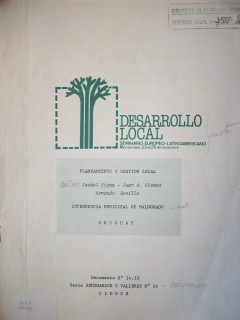 DESARROLLO
LOCAL
SEMINARIO EUROPEO-LATINOAMERICANO
PLANEAMIENTO Y GESTION LOCAL
Isabel Viana - Juan A. Sienra
Armando Bonilla
INTENDENCIA MUNICIPAL DE MALDONADO
URUGUAY
Documento Nº 14.13
Serie SEMINARIOS Y TALLERES Nº 14
CIEDUR